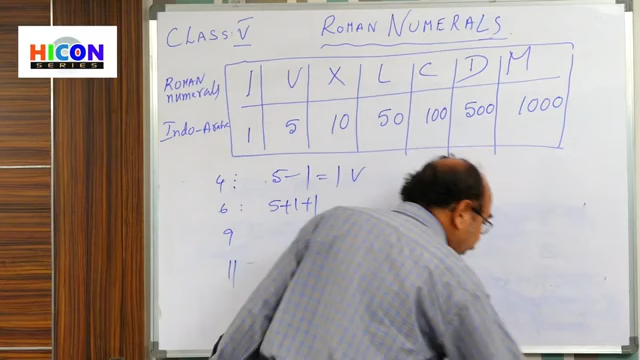 HICON
SERIES
CLASS: V
ROMAN NUMERALS
ROMAN numerals I V X L C D M
Indo-Arabic 1 5 10 50 100 500 1000
4 : 5-1 = IV
6 : 5+1+1
9
11